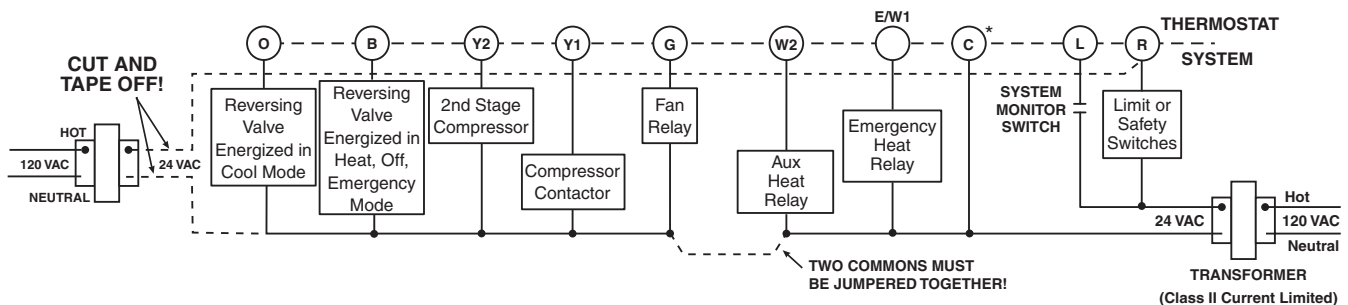 E/W1
O
B
Y2
Y1
G
W2
C
*
L
R
THERMOSTAT
SYSTEM
CUT AND
TAPE OFF!
HOT
120 VAC
NEUTRAL
24 VAC
Reversing
Valve
Energized in
Cool Mode
Reversing
Valve
Energized in
Heat, Off,
Emergency
Mode
2nd Stage
Compressor
Compressor
Contactor
Fan
Relay
Aux
Heat
Relay
Emergency
Heat
Relay
SYSTEM
MONITOR
SWITCH
Limit or
Safety
Switches
24 VAC
Hot
120 VAC
Neutral
TWO COMMONS MUST
BE JUMPERED TOGETHER!
TRANSFORMER
(Class II Current Limited)